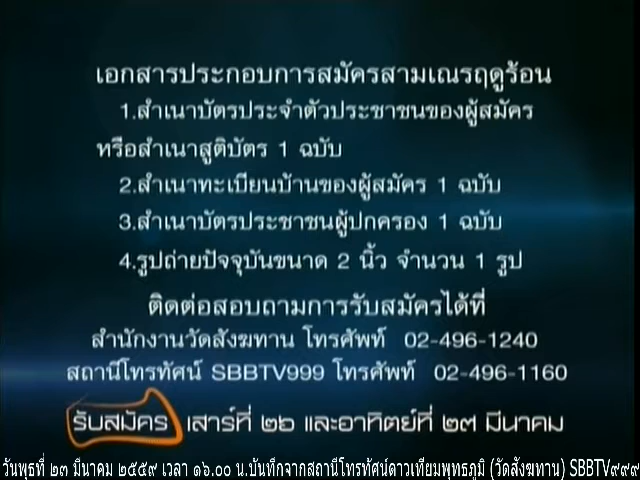 เอกสารประกอบการสมัครสามเณรฤดูร้อน
1.สำเนาบัตรประจำตัวประชาชนของผู้สมัคร
หรือสำเนาสูติบัตร 1 ฉบับ
2.สำเนาทะเบียนบ้านของผู้สมัคร 1 ฉบับ
3.สำเนาบัตรประชาชนผู้ปกครอง 1 ฉบับ
4.รูปถ่ายปัจจุบันขนาด 2 นิ้ว จำนวน 1 รูป
ติดต่อสอบถามการรับสมัครได้ที่
สำนักงานวัดสังฆทาน โทรศัพท์ 02-496-1240
สถานีโทรทัศน์ SBBTV999 โทรศัพท์ 02-496-1160
รับสมัคร เสาร์ที่ ๒๖ และอาทิตย์ที่ ๒๗ มีนาคม
วันพุธที่ ๒๓ มีนาคม ๒๕๕๙ เวลา ๑๖.๐๐ น.บันทึกจากสถานีโทรทัศน์ดาวเทียมพุทธภูมิ (วัดสังฆทาน) SBBTV๙๙๙